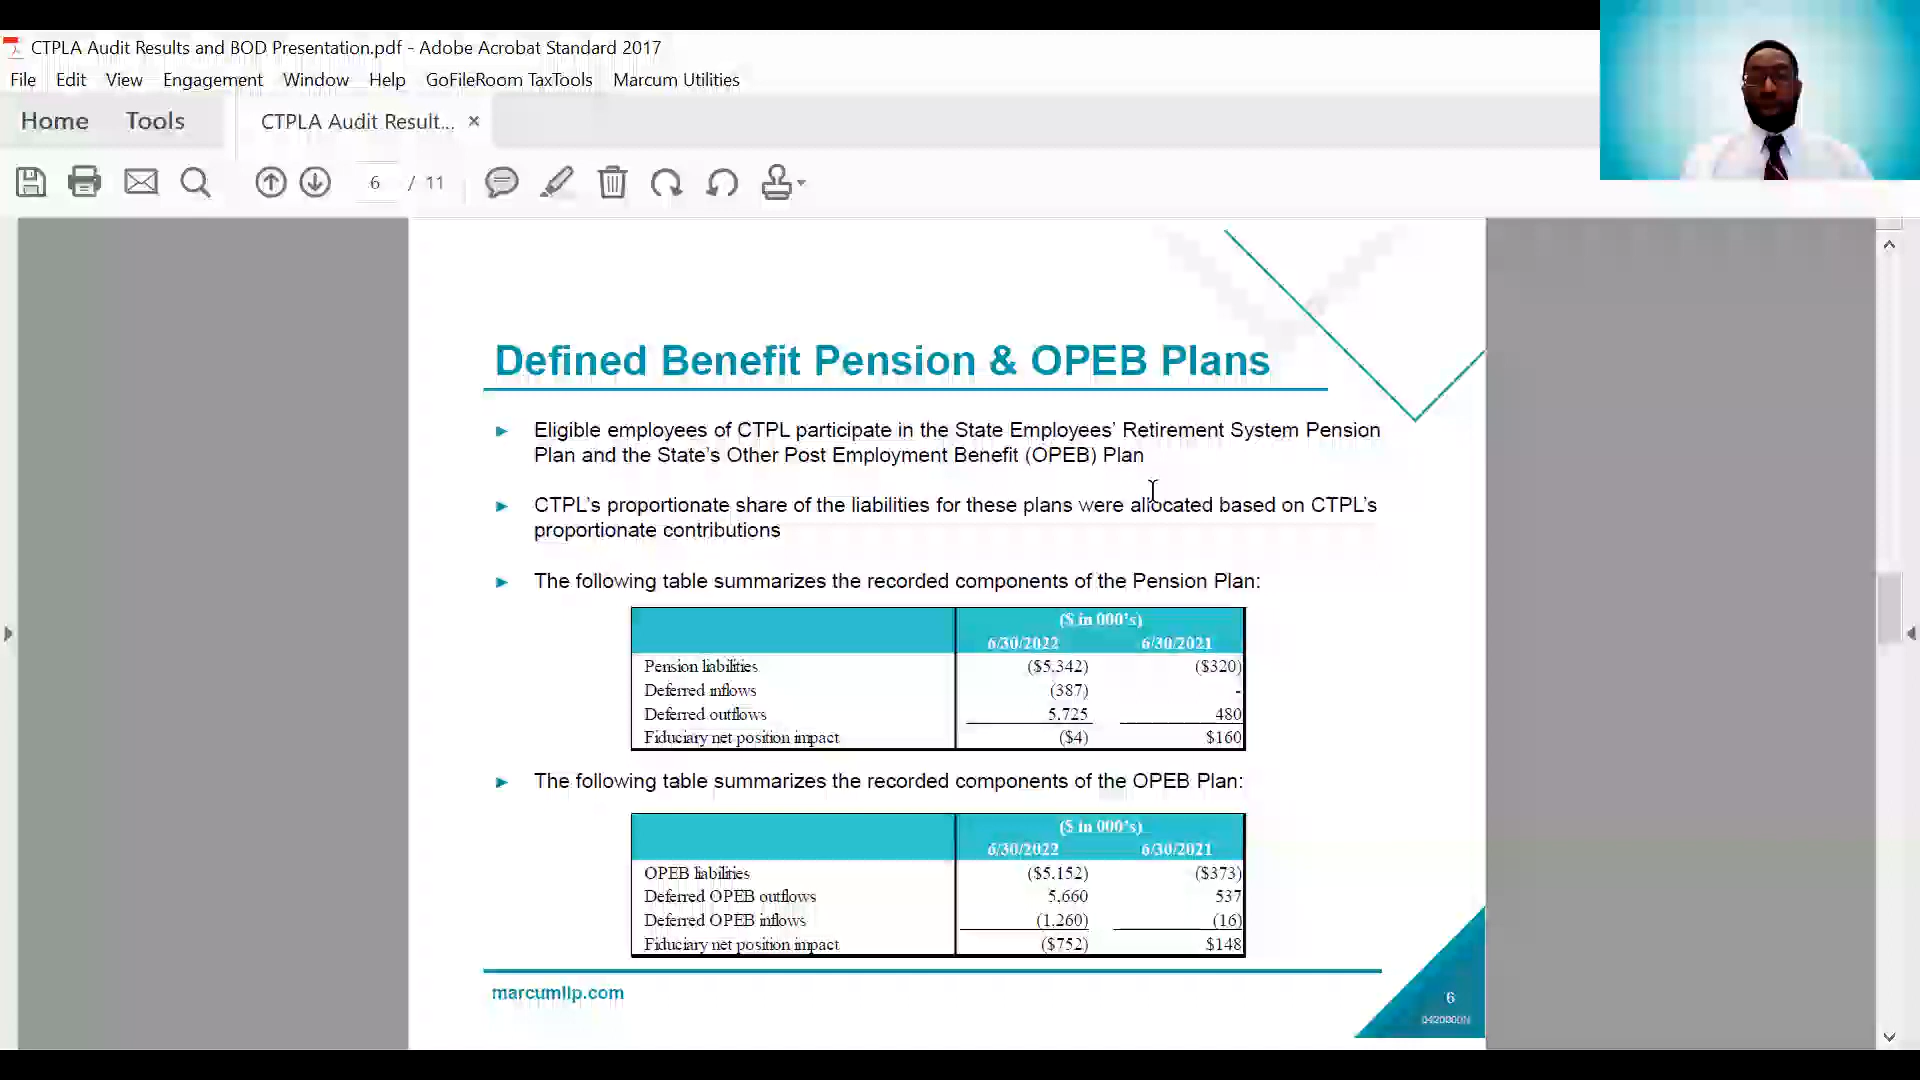 CTPLA Audit Results and BOD Presentation.pdf - Adobe Acrobat Standard 2017
File Edit View Engagement Window Help GoFileRoom TaxTools Marcum Utilities
Home Tools CTPLA Audit Result... ×
6 / 11
Defined Benefit Pension & OPEB Plans
► Eligible employees of CTPL participate in the State Employees' Retirement System Pension
Plan and the State's Other Post Employment Benefit (OPEB) Plan
► CTPL's proportionate share of the liabilities for these plans were allocated based on CTPL's
proportionate contributions
► The following table summarizes the recorded components of the Pension Plan:
($ in 000's)
6/30/2022 6/30/2021
Pension liabilities ($5,342) ($320)
Deferred inflows (387) -
Deferred outflows 5,725 480
Fiduciary net position impact ($4) $160
► The following table summarizes the recorded components of the OPEB Plan:
($ in 000's)
6/30/2022 6/30/2021
OPEB liabilities ($5,152) ($373)
Deferred OPEB outflows 5,660 537
Deferred OPEB inflows (1,260) (16)
Fiduciary net position impact ($752) $148
marcumllp.com
6